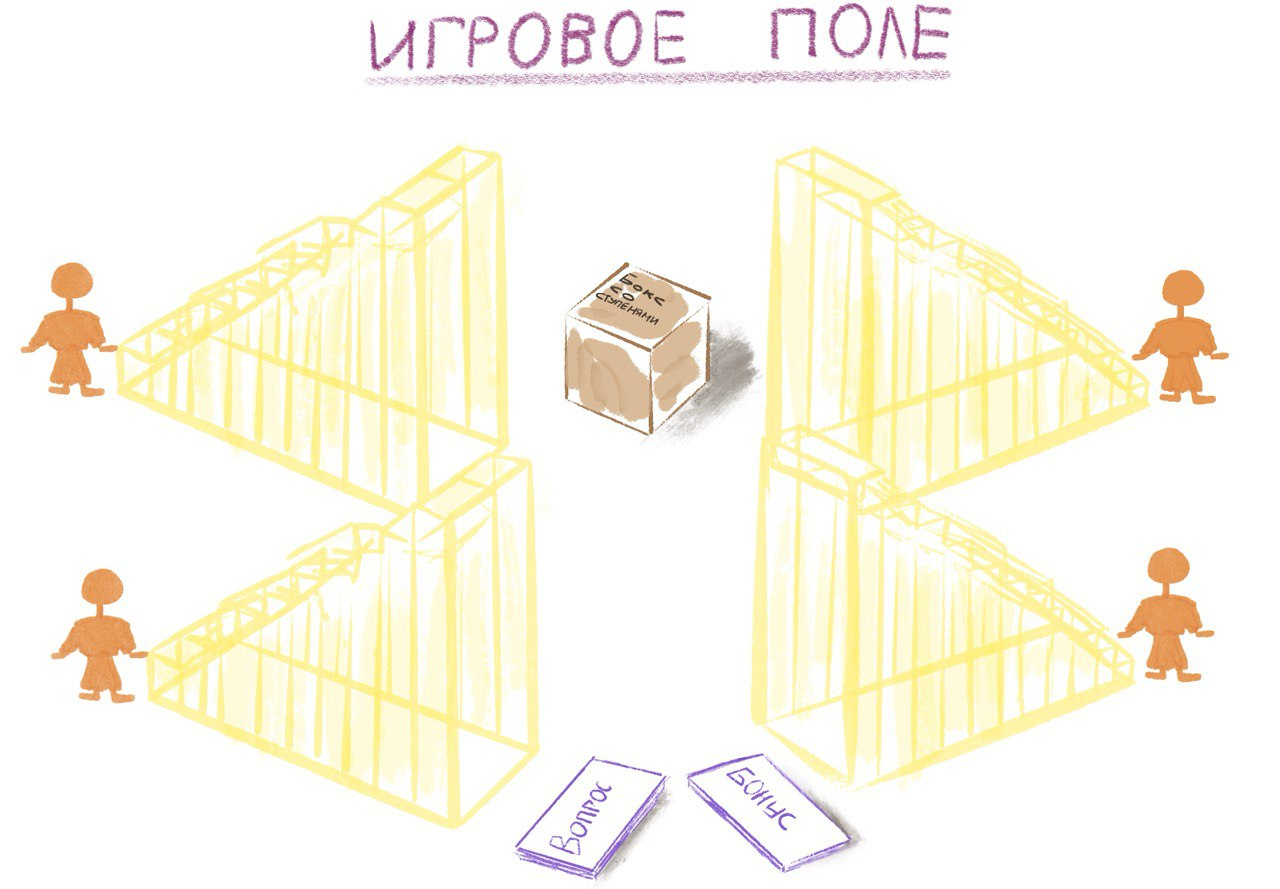 ИГРОВОЕ ПОЛЕ
БОКС
СО
СТУПЕНЯМИ
Вопрос
БОНУС